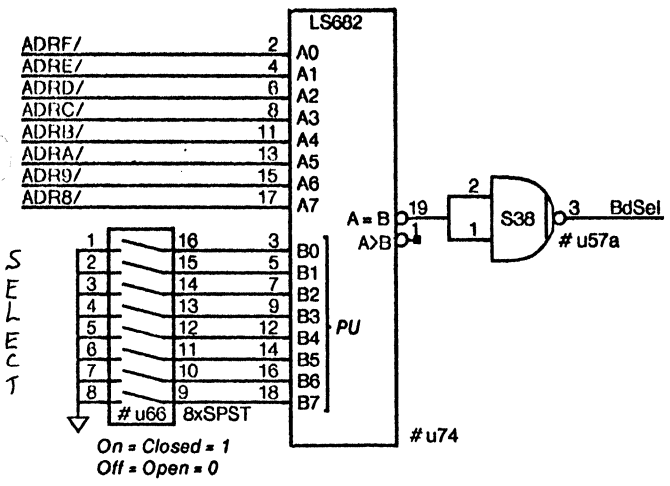 LS682
ADRF/ 2 A0
ADRE/ 4 A1
ADRD/ 6 A2
ADRC/ 8 A3
ADRB/ 11 A4
ADRA/ 13 A5
ADR9/ 15 A6
ADR8/ 17 A7
A = B 19
A>B 1
2
1
S38
3 BdSel
# u57a
SELECT
1 16 3 B0
2 15 5 B1
3 14 7 B2
4 13 9 B3
5 12 12 B4
6 11 14 B5
7 10 16 B6
8 9 18 B7
PU
# u66 8xSPST
# u74
On = Closed = 1
Off = Open = 0